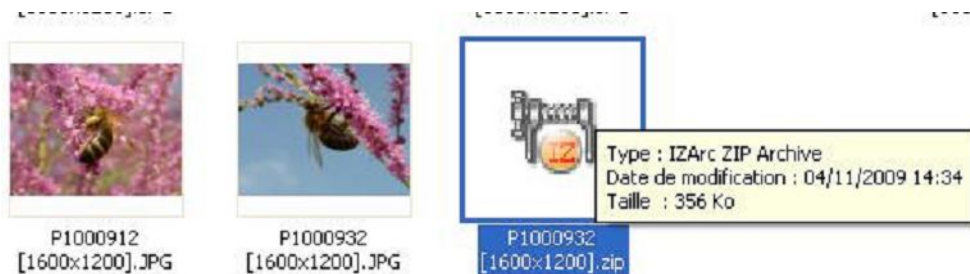 IZ
Type : IZArc ZIP Archive
Date de modification : 04/11/2009 14:34
Taille : 356 Ko
P1000912
[1600x1200].JPG
P1000932
[1600x1200].JPG
P1000932
[1600x1200].zip